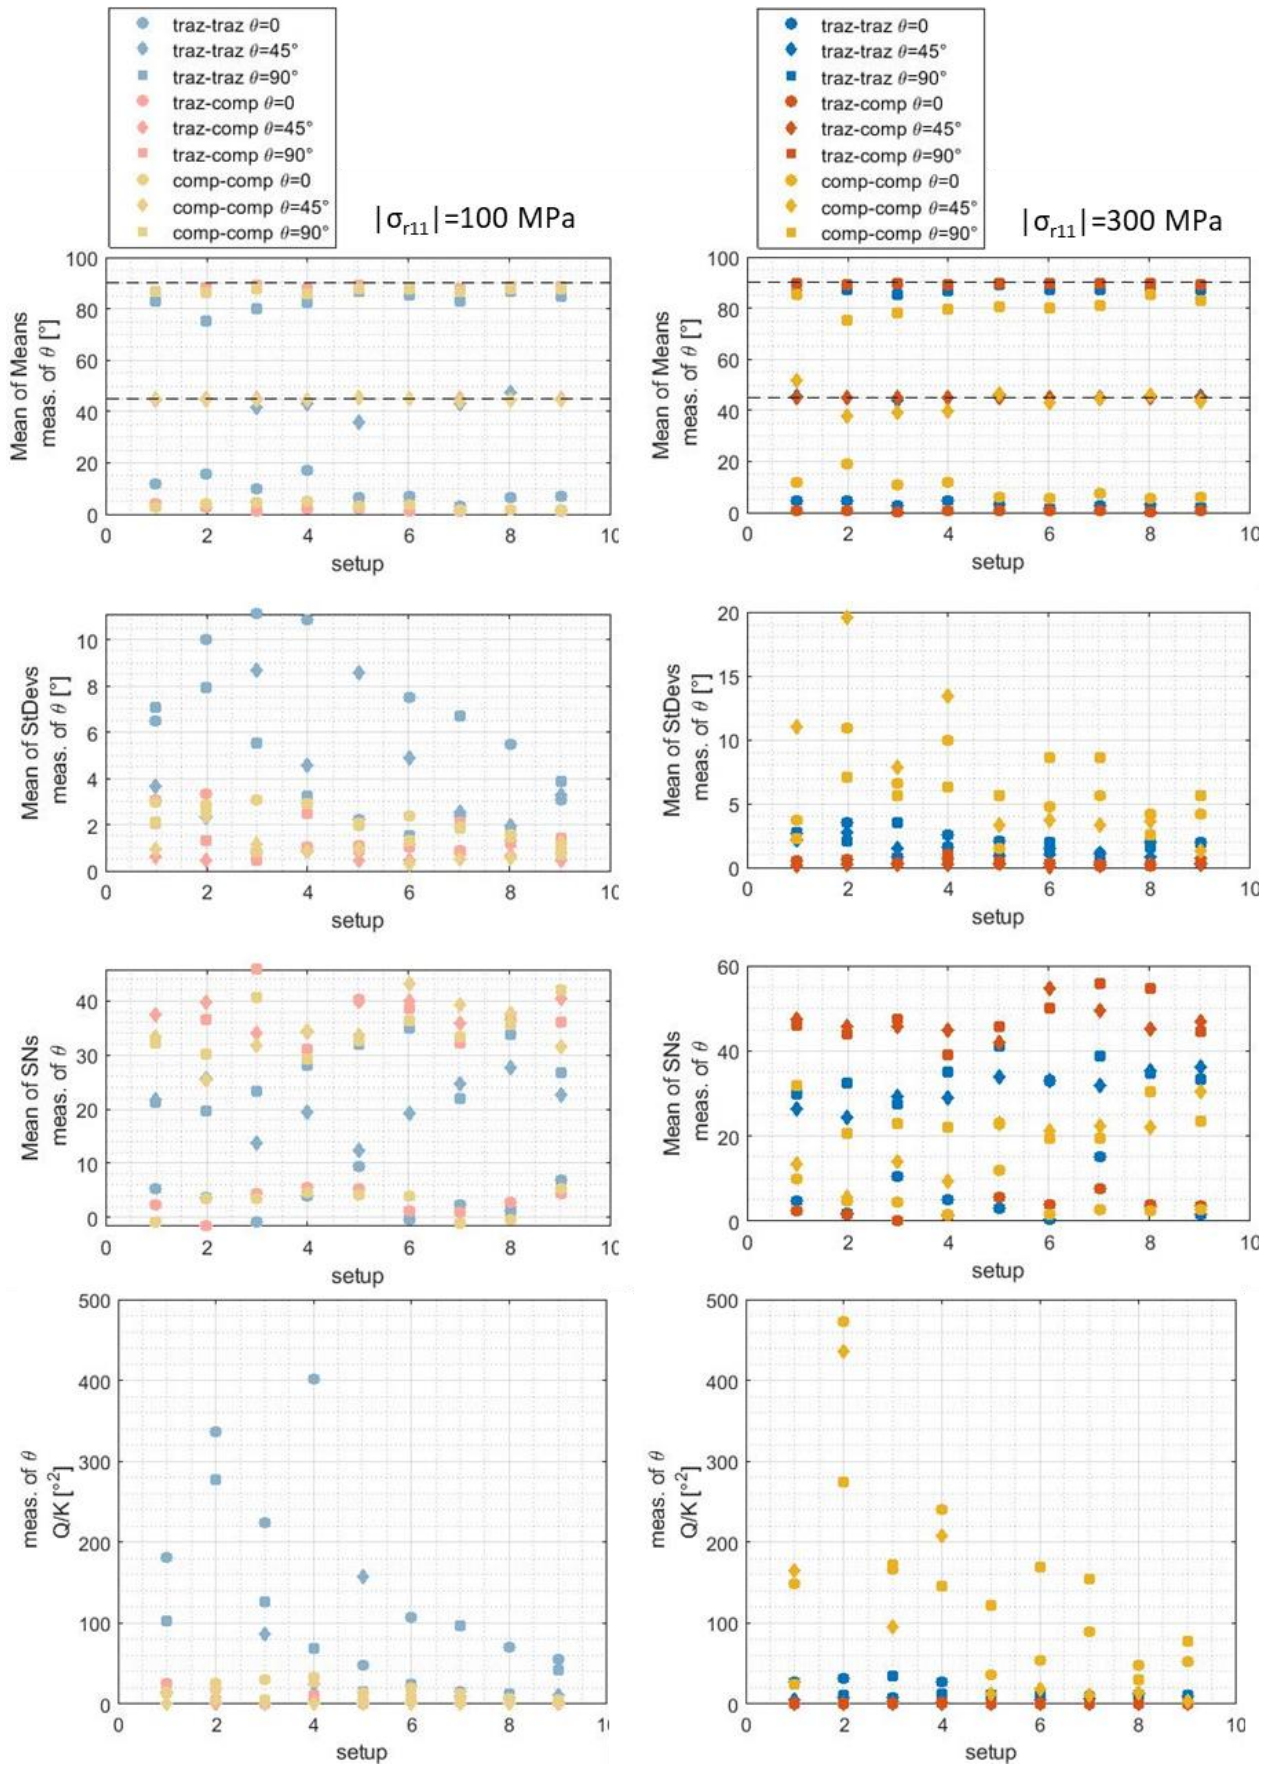 traz-traz θ=0
traz-traz θ=45°
traz-traz θ=90°
traz-comp θ=0
traz-comp θ=45°
traz-comp θ=90°
comp-comp θ=0
comp-comp θ=45°
comp-comp θ=90°
|σr11|=100 MPa
traz-traz θ=0
traz-traz θ=45°
traz-traz θ=90°
traz-comp θ=0
traz-comp θ=45°
traz-comp θ=90°
comp-comp θ=0
comp-comp θ=45°
comp-comp θ=90°
|σr11|=300 MPa
Mean of Means
meas. of θ [°]
100
80
60
40
20
0
0 2 4 6 8 10
setup
Mean of Means
meas. of θ [°]
100
80
60
40
20
0
0 2 4 6 8 10
setup
Mean of StDevs
meas. of θ [°]
10
8
6
4
2
0
0 2 4 6 8 10
setup
Mean of StDevs
meas. of θ [°]
20
15
10
5
0
0 2 4 6 8 10
setup
Mean of SNs
meas. of θ
40
30
20
10
0
0 2 4 6 8 10
setup
Mean of SNs
meas. of θ
60
40
20
0
0 2 4 6 8 10
setup
meas. of θ
Q/K [°²]
500
400
300
200
100
0
0 2 4 6 8 1
setup
meas. of θ
Q/K [°²]
500
400
300
200
100
0
0 2 4 6 8 10
setup